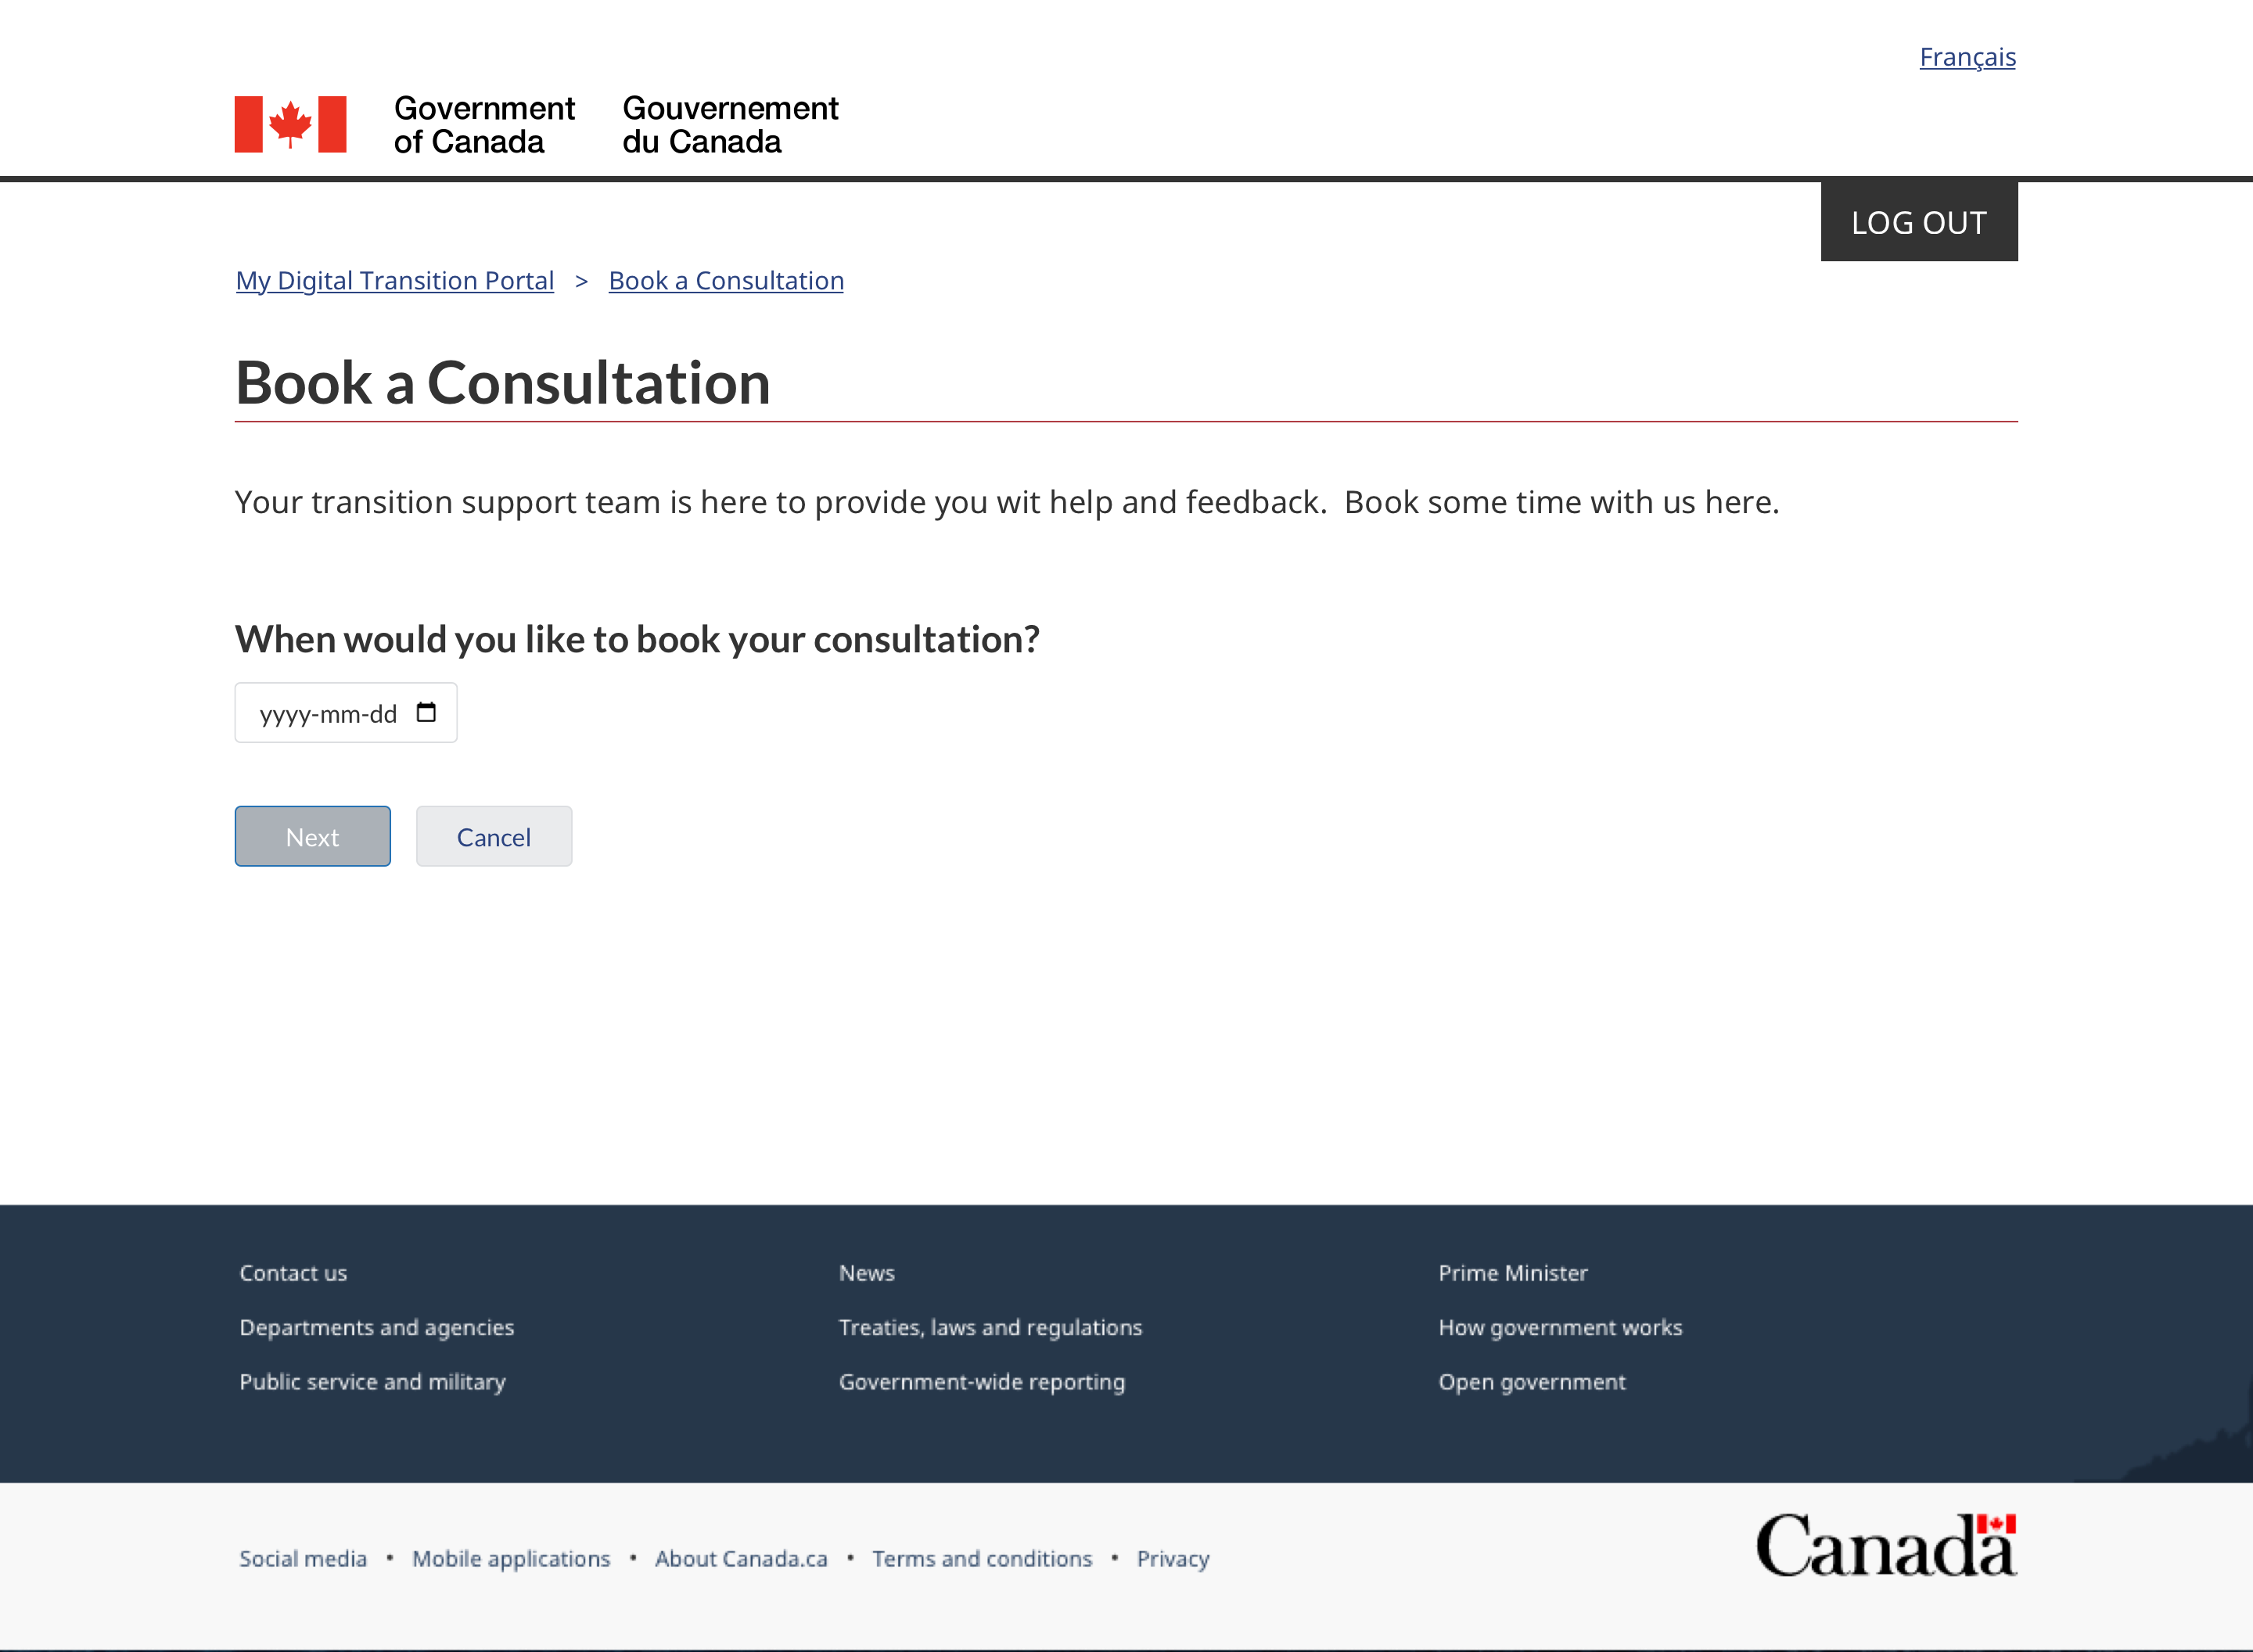 Français
Government Gouvernement
of Canada du Canada
LOG OUT
My Digital Transition Portal > Book a Consultation
Book a Consultation
Your transition support team is here to provide you wit help and feedback.  Book some time with us here.
When would you like to book your consultation?
yyyy-mm-dd
Next Cancel
Contact us News Prime Minister
Departments and agencies Treaties, laws and regulations How government works
Public service and military Government-wide reporting Open government
Social media • Mobile applications • About Canada.ca • Terms and conditions • Privacy
Canada